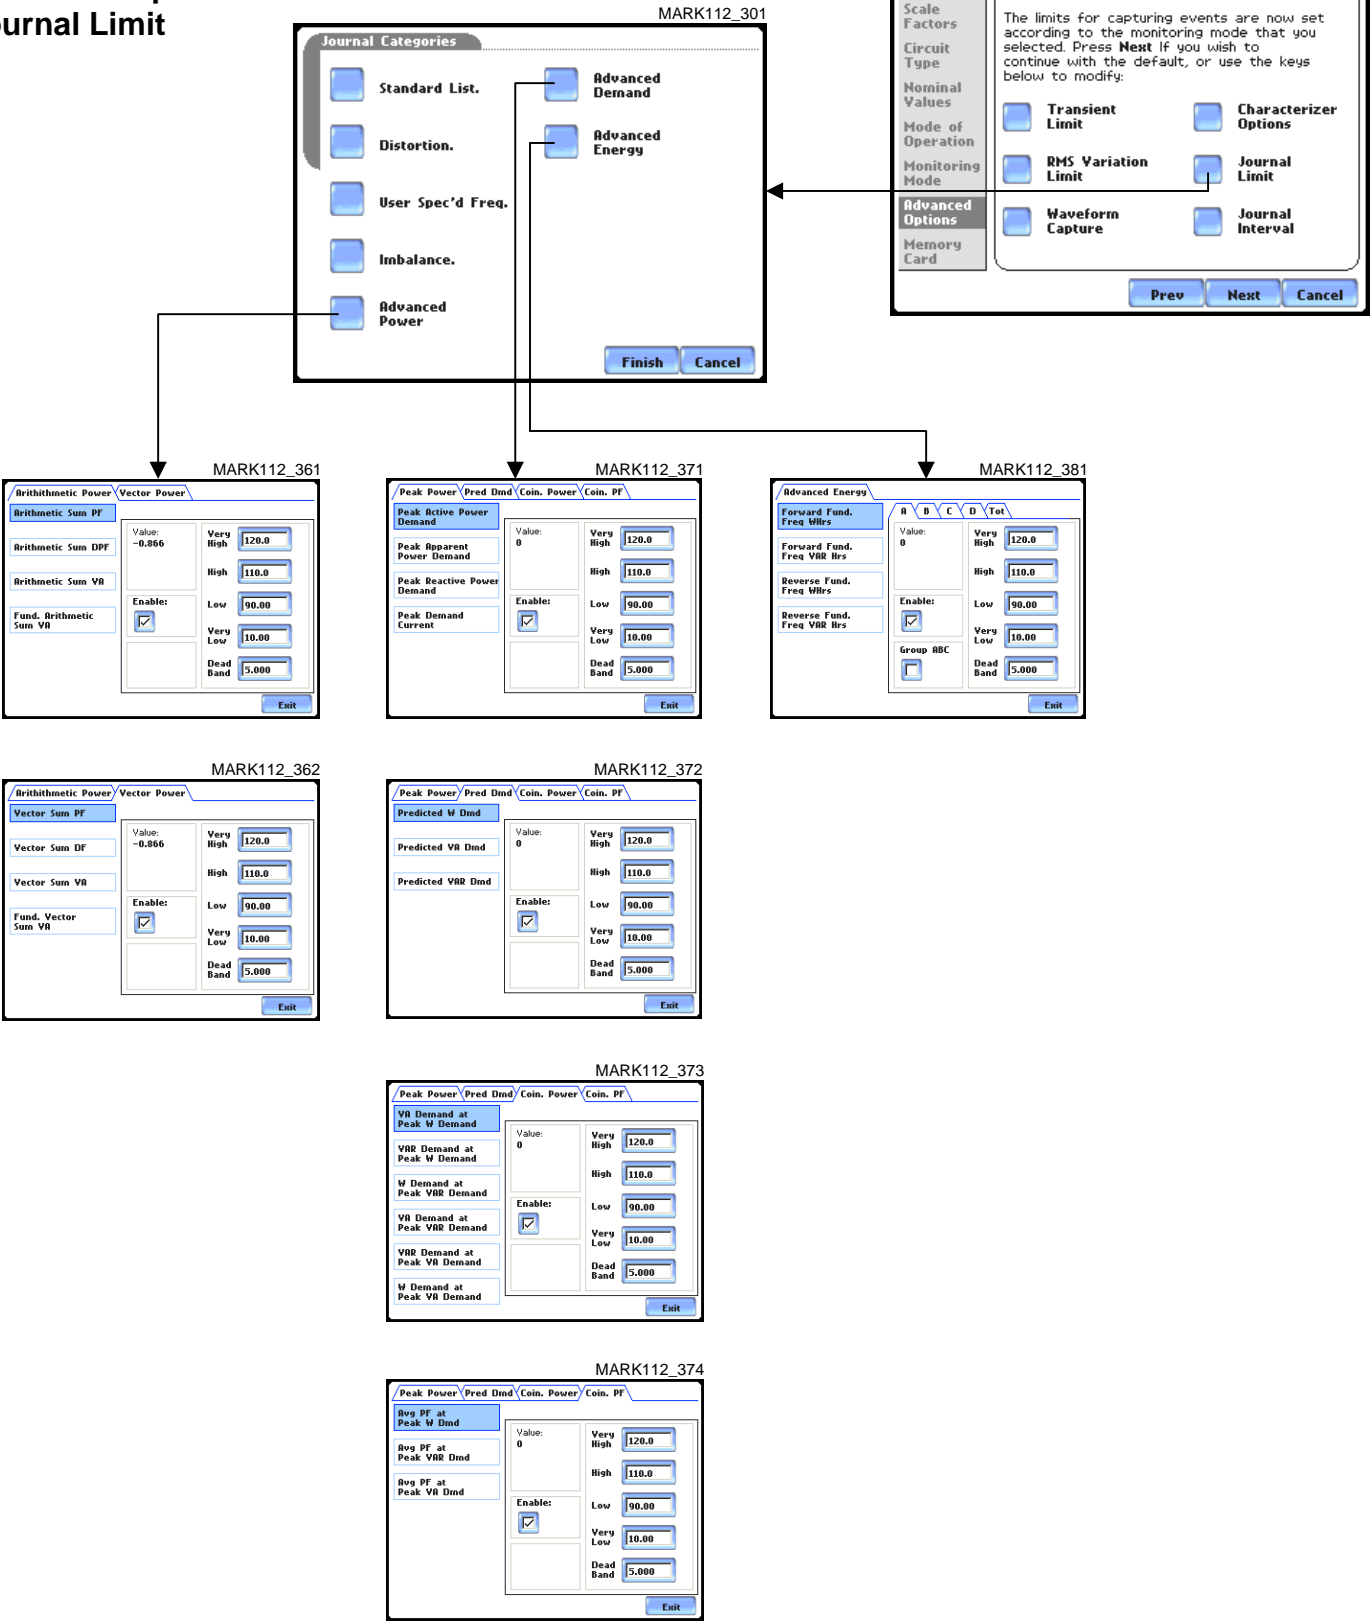 ournal Limit
MARK112_301
Journal Categories
Standard List.
Distortion.
User Spec'd Freq.
Imbalance.
Advanced
Power
Advanced
Demand
Advanced
Energy
Finish Cancel
Scale
Factors
Circuit
Type
Nominal
Values
Mode of
Operation
Monitoring
Mode
Advanced
Options
Memory
Card
The limits for capturing events are now set
according to the monitoring mode that you
selected. Press Next If you wish to
continue with the default, or use the keys
below to modify:
Transient
Limit
RMS Variation
Limit
Waveform
Capture
Characterizer
Options
Journal
Limit
Journal
Interval
Prev Next Cancel
MARK112_361
Arithithmetic Power Vector Power
Arithmetic Sum PF
Arithmetic Sum DPF
Arithmetic Sum VA
Fund. Arithmetic
Sum VA
Value:
-0.866
Enable:
Very
High 120.0
High 110.0
Low 90.00
Very
Low 10.00
Dead
Band 5.000
Exit
MARK112_371
Peak Power Pred Dmd Coin. Power Coin. PF
Peak Active Power
Demand
Peak Apparent
Power Demand
Peak Reactive Power
Demand
Peak Demand
Current
Value:
0
Enable:
Very
High 120.0
High 110.0
Low 90.00
Very
Low 10.00
Dead
Band 5.000
Exit
MARK112_381
Advanced Energy
Forward Fund.
Freq WHrs
Forward Fund.
Freq VAR Hrs
Reverse Fund.
Freq WHrs
Reverse Fund.
Freq VAR Hrs
A B C D Tot
Value:
0
Enable:
Group ABC
Very
High 120.0
High 110.0
Low 90.00
Very
Low 10.00
Dead
Band 5.000
Exit
MARK112_362
Arithithmetic Power Vector Power
Vector Sum PF
Vector Sum DF
Vector Sum VA
Fund. Vector
Sum VA
Value:
-0.866
Enable:
Very
High 120.0
High 110.0
Low 90.00
Very
Low 10.00
Dead
Band 5.000
Exit
MARK112_372
Peak Power Pred Dmd Coin. Power Coin. PF
Predicted W Dmd
Predicted VA Dmd
Predicted VAR Dmd
Value:
0
Enable:
Very
High 120.0
High 110.0
Low 90.00
Very
Low 10.00
Dead
Band 5.000
Exit
MARK112_373
Peak Power Pred Dmd Coin. Power Coin. PF
VA Demand at
Peak W Demand
VAR Demand at
Peak W Demand
W Demand at
Peak VAR Demand
VA Demand at
Peak VAR Demand
VAR Demand at
Peak VA Demand
W Demand at
Peak VA Demand
Value:
0
Enable:
Very
High 120.0
High 110.0
Low 90.00
Very
Low 10.00
Dead
Band 5.000
Exit
MARK112_374
Peak Power Pred Dmd Coin. Power Coin. PF
Avg PF at
Peak W Dmd
Avg PF at
Peak VAR Dmd
Avg PF at
Peak VA Dmd
Value:
0
Enable:
Very
High 120.0
High 110.0
Low 90.00
Very
Low 10.00
Dead
Band 5.000
Exit